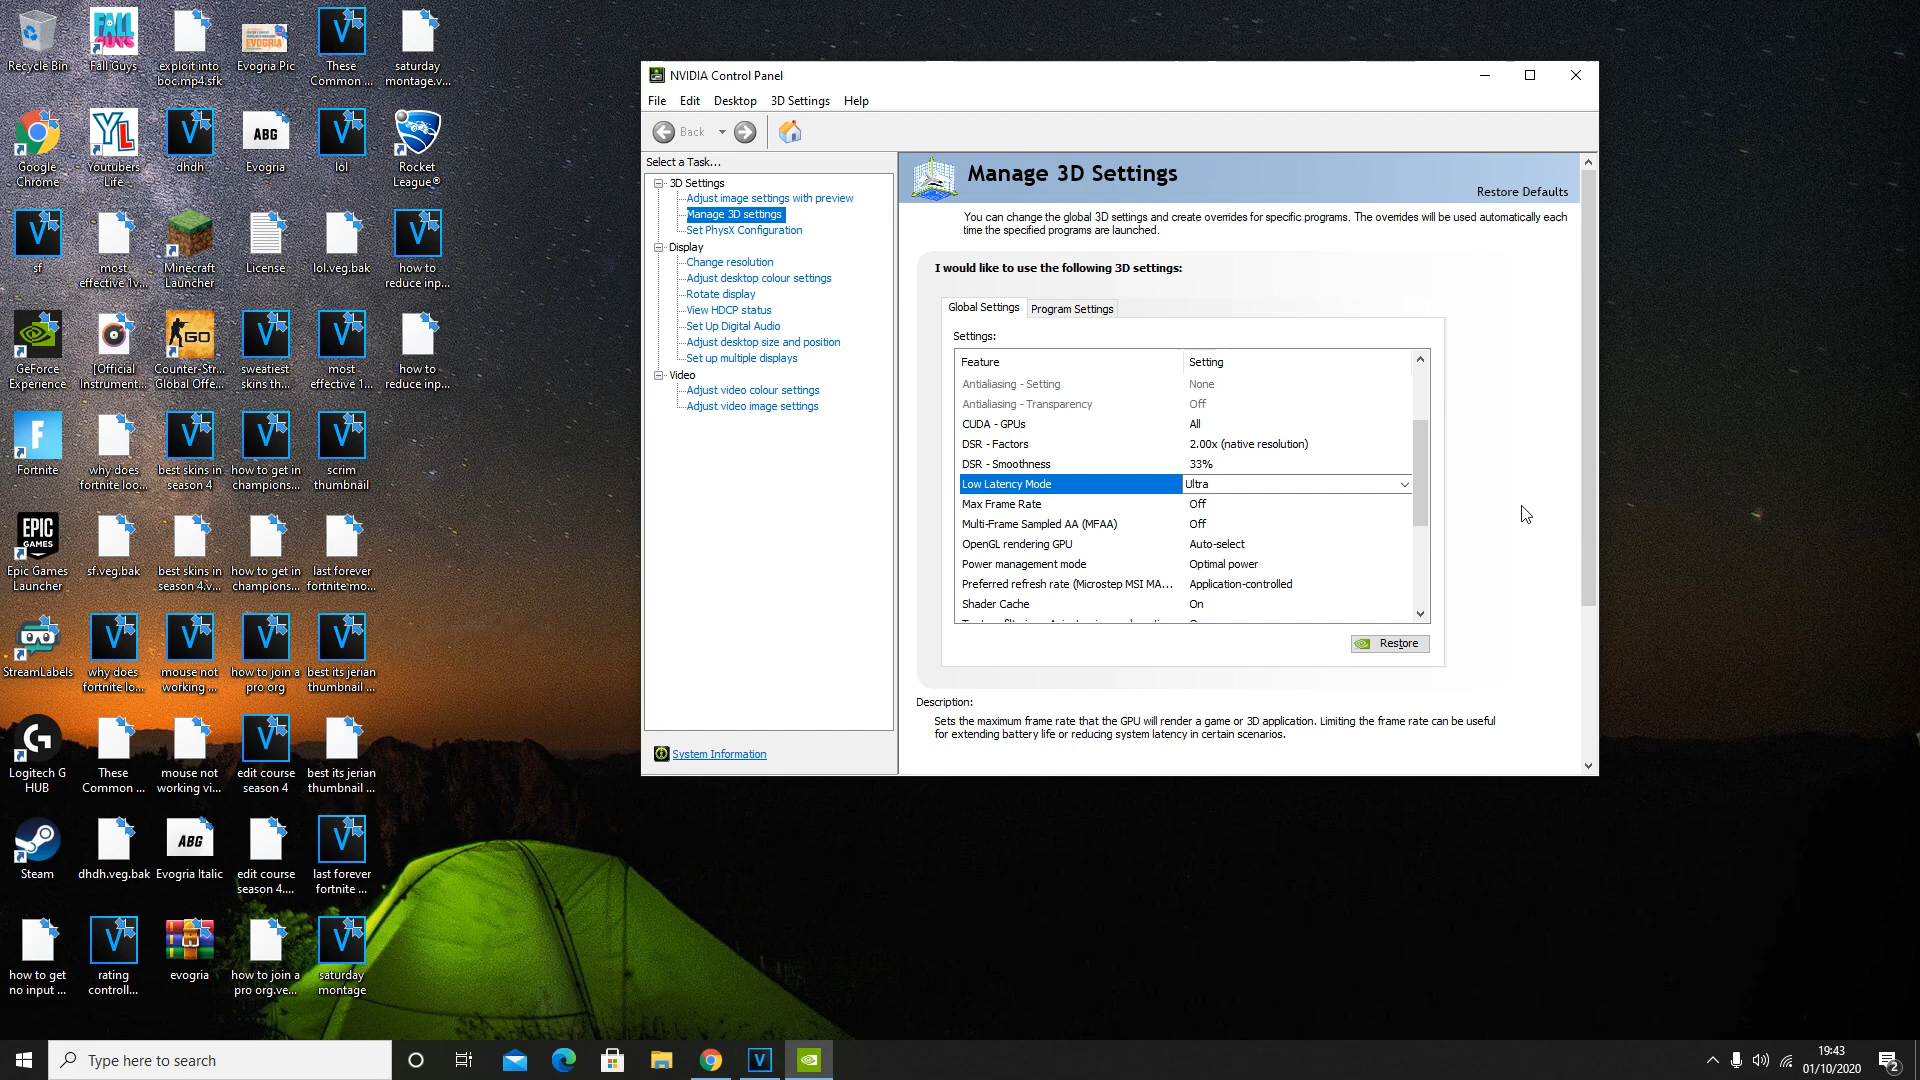 Recycle Bin
Fall Guys
exploit into
boc.mp4.sfk
Evogria Pic
These
Common ...
saturday
montage.v...
Google
Chrome
Youtubers
Life
dhdh
ABG
Evogria
lol
Rocket
League®
sf
most
effective 1v...
Minecraft
Launcher
License
lol.veg.bak
how to
reduce inp...
GeForce
Experience
[Official
Instrument...
Counter-Str...
Global Offe...
sweatiest
skins th...
most
effective 1...
how to
reduce inp...
Fortnite
why does
fortnite loo...
best skins in
season 4
how to get in
champions...
scrim
thumbnail
EPIC
GAMES
Epic Games
Launcher
sf.veg.bak
best skins in
season 4.v...
how to get in
champions...
last forever
fortnite mo...
StreamLabels
why does
fortnite lo...
mouse not
working ...
how to join a
pro org
best its jerian
thumbnail ...
Logitech G
HUB
These
Common ...
mouse not
working vi...
edit course
season 4
best its jerian
thumbnail ...
Steam
dhdh.veg.bak
ABG
Evogria Italic
edit course
season 4....
last forever
fortnite ...
how to get
no input ...
rating
controll...
evogria
how to join a
pro org.ve...
saturday
montage
NVIDIA Control Panel
File Edit Desktop 3D Settings Help
Back
Select a Task...
3D Settings
Adjust image settings with preview
Manage 3D settings
Set PhysX Configuration
Display
Change resolution
Adjust desktop colour settings
Rotate display
View HDCP status
Set Up Digital Audio
Adjust desktop size and position
Set up multiple displays
Video
Adjust video colour settings
Adjust video image settings
System Information
Manage 3D Settings
Restore Defaults
You can change the global 3D settings and create overrides for specific programs. The overrides will be used automatically each
time the specified programs are launched.
I would like to use the following 3D settings:
Global Settings Program Settings
Settings:
Feature Setting
Antialiasing - Setting None
Antialiasing - Transparency Off
CUDA - GPUs All
DSR - Factors 2.00x (native resolution)
DSR - Smoothness 33%
Low Latency Mode Ultra
Max Frame Rate Off
Multi-Frame Sampled AA (MFAA) Off
OpenGL rendering GPU Auto-select
Power management mode Optimal power
Preferred refresh rate (Microstep MSI MA... Application-controlled
Shader Cache On
Restore
Description:
Sets the maximum frame rate that the GPU will render a game or 3D application. Limiting the frame rate can be useful
for extending battery life or reducing system latency in certain scenarios.
Type here to search
19:43
01/10/2020
2